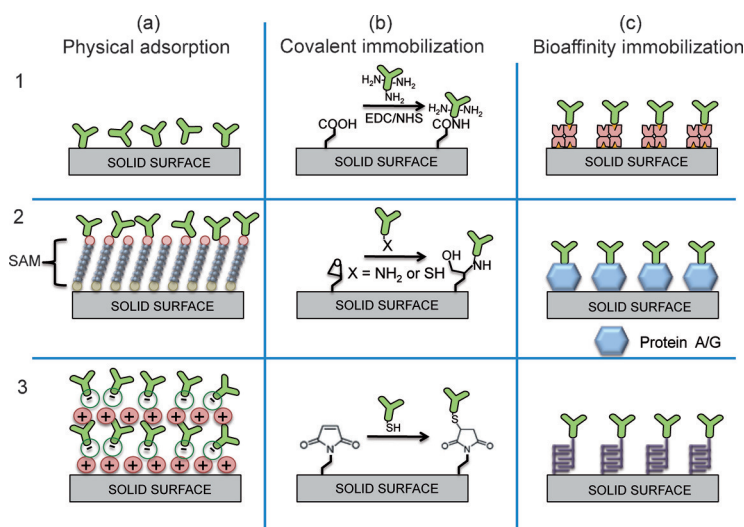 (a)
Physical adsorption
(b)
Covalent immobilization
(c)
Bioaffinity immobilization
1
SOLID SURFACE
H₂N
NH₂
NH₂
EDC/NHS
COOH
H₂N
NH₂
CONH
SOLID SURFACE
SOLID SURFACE
2
SAM
SOLID SURFACE
X
O
X = NH₂ or SH
OH
NH
SOLID SURFACE
SOLID SURFACE
Protein A/G
3
- - - - -
+ + + + + +
- - - - -
+ + + + + +
SOLID SURFACE
SH
O N O
S
O N O
SOLID SURFACE
SOLID SURFACE